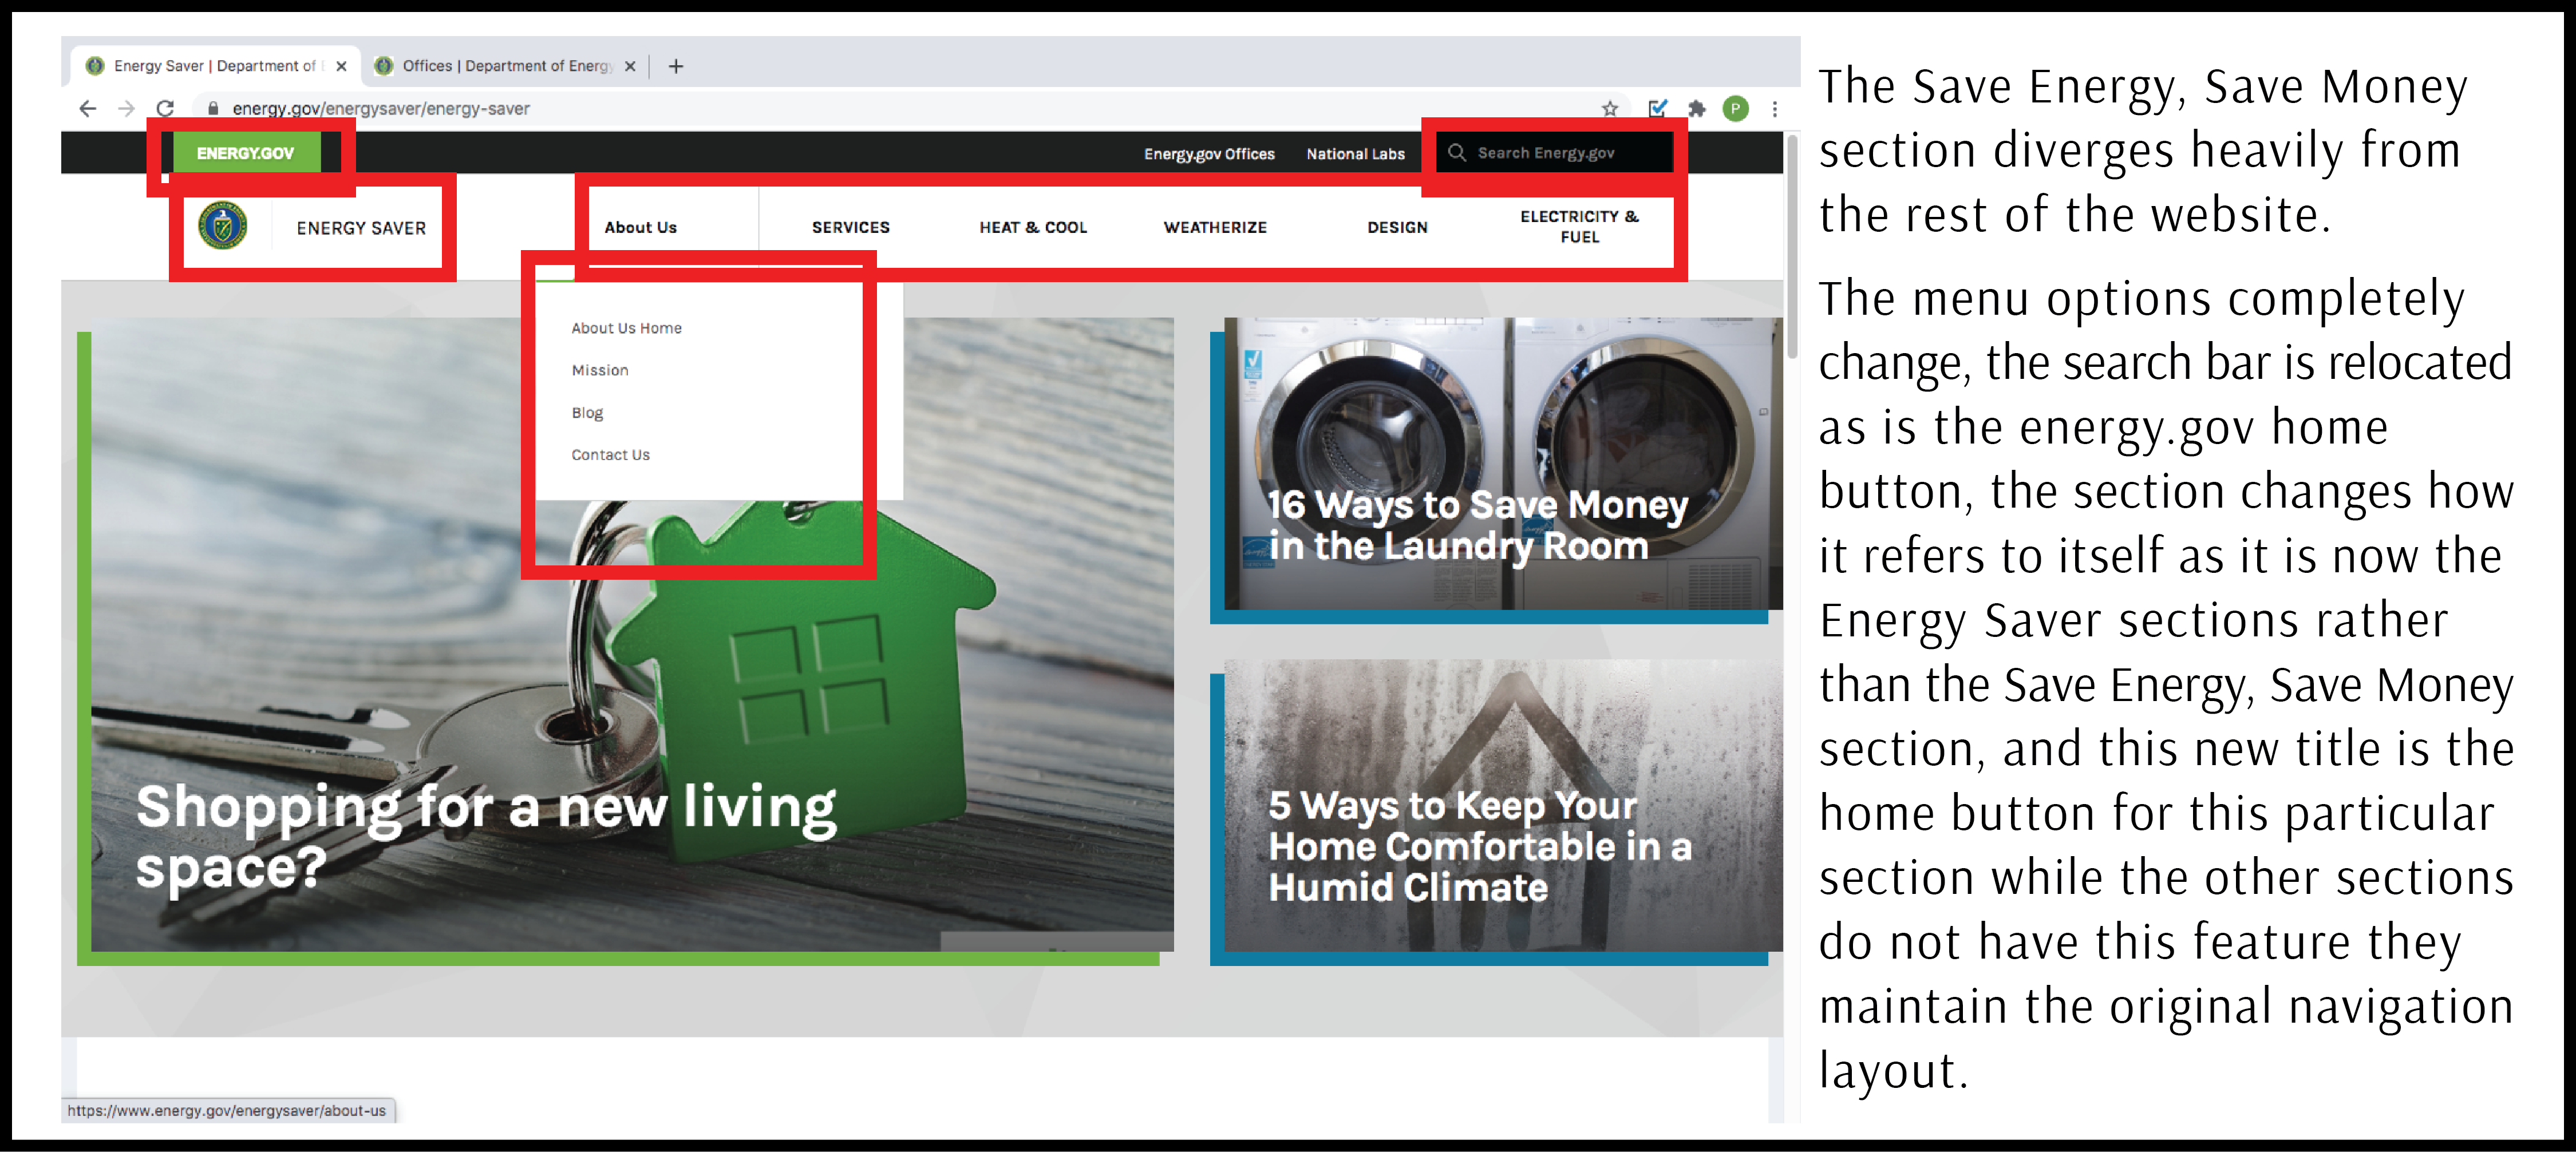 Energy Saver | Department of E
Offices | Department of Energy
energy.gov/energysaver/energy-saver
P
ENERGY.GOV
Energy.gov Offices
National Labs
Search Energy.gov
ENERGY SAVER
About Us
SERVICES
HEAT & COOL
WEATHERIZE
DESIGN
ELECTRICITY &
FUEL
About Us Home
Mission
Blog
Contact Us
Shopping for a new living
space?
16 Ways to Save Money
in the Laundry Room
5 Ways to Keep Your
Home Comfortable in a
Humid Climate
https://www.energy.gov/energysaver/about-us
The Save Energy, Save Money
section diverges heavily from
the rest of the website.
The menu options completely
change, the search bar is relocated
as is the energy.gov home
button, the section changes how
it refers to itself as it is now the
Energy Saver sections rather
than the Save Energy, Save Money
section, and this new title is the
home button for this particular
section while the other sections
do not have this feature they
maintain the original navigation
layout.